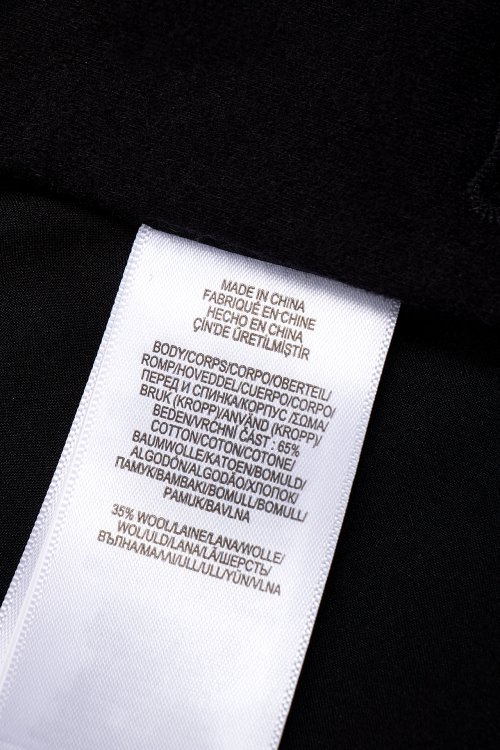 MADE IN CHINA
FABRIQUÉ EN CHINE
HECHO EN CHINA
ÇİN'DE ÜRETİLMİŞTİR
BODY/CORPS/CORPO/OBERTEIL/
ROMP/HOVEDDEL/CUERPO/CORPO/
ПЕРЕД И СПИНКА/КОРПУС /ΣΩΜΑ/
BRUK (KROPP)/ANVÄND (KROPP)/
BEDEN/VRCHNÍ ČÁST : 65%
COTTON/COTON/COTONE/
BAUMWOLLE/KATOEN/BOMULD/
ALGODÓN/ALGODÃO/ХЛОПОК/
ПАМУК/ΒΑΜΒΑΚΙ/BOMULL/BOMULL/
PAMUK/BAVLNA
35% WOOL/LAINE/LANA/WOLLE/
WOL/ULD/LANA/LÃ/ШЕРСТЬ/
ВЪЛНА/ΜΑΛΛΙ/ULL/ULL/YÜN/VLNA